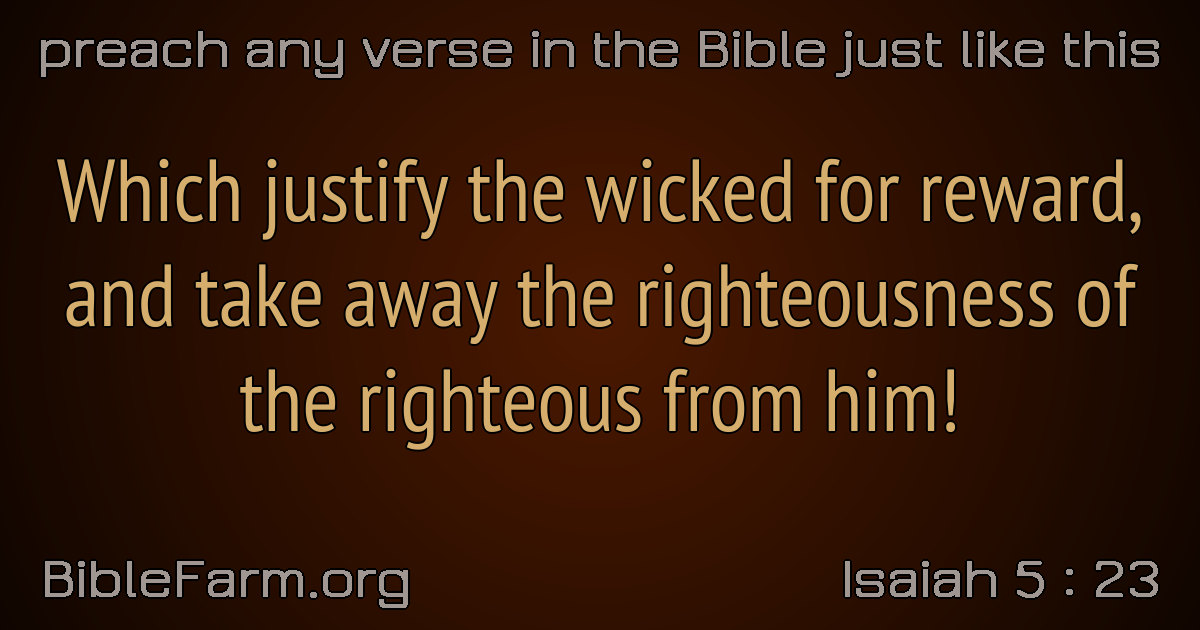 preach any verse in the Bible just like this
Which justify the wicked for reward,
and take away the righteousness of
the righteous from him!
BibleFarm.org
Isaiah 5 : 23